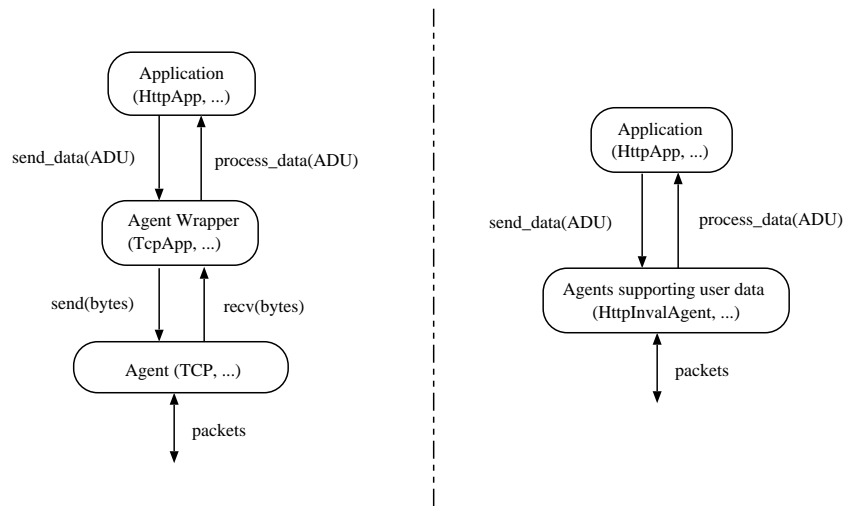 Application
(HttpApp, ...)
send_data(ADU)
process_data(ADU)
Agent Wrapper
(TcpApp, ...)
send(bytes)
recv(bytes)
Agent (TCP, ...)
packets
Application
(HttpApp, ...)
send_data(ADU)
process_data(ADU)
Agents supporting user data
(HttpInvalAgent, ...)
packets